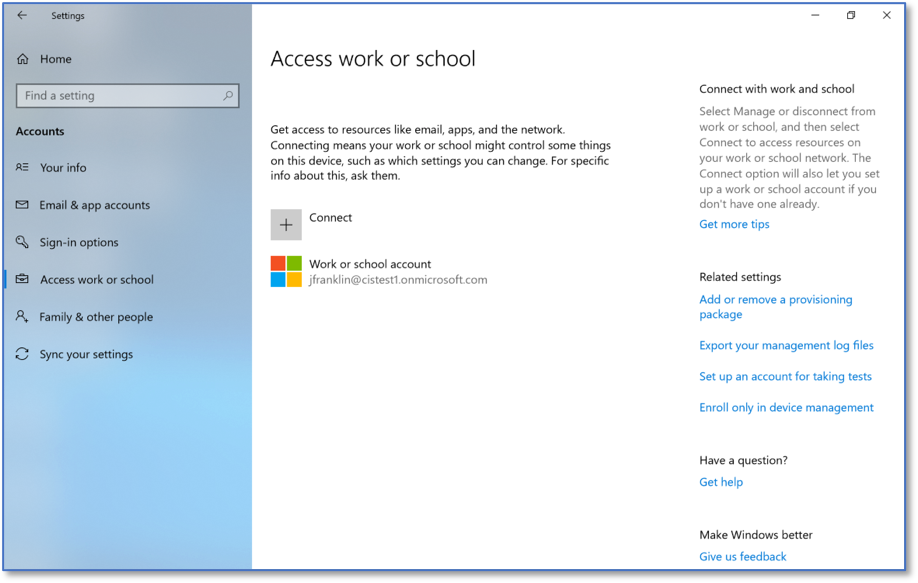 Settings
Home
Find a setting
Accounts
Your info
Email & app accounts
Sign-in options
Access work or school
Family & other people
Sync your settings
Access work or school
Get access to resources like email, apps, and the network.
Connecting means your work or school might control some things
on this device, such as which settings you can change. For specific
info about this, ask them.
Connect
Work or school account
jfranklin@cistest1.onmicrosoft.com
Connect with work and school
Select Manage or disconnect from
work or school, and then select
Connect to access resources on
your work or school network. The
Connect option will also let you set
up a work or school account if you
don't have one already.
Get more tips
Related settings
Add or remove a provisioning
package
Export your management log files
Set up an account for taking tests
Enroll only in device management
Have a question?
Get help
Make Windows better
Give us feedback